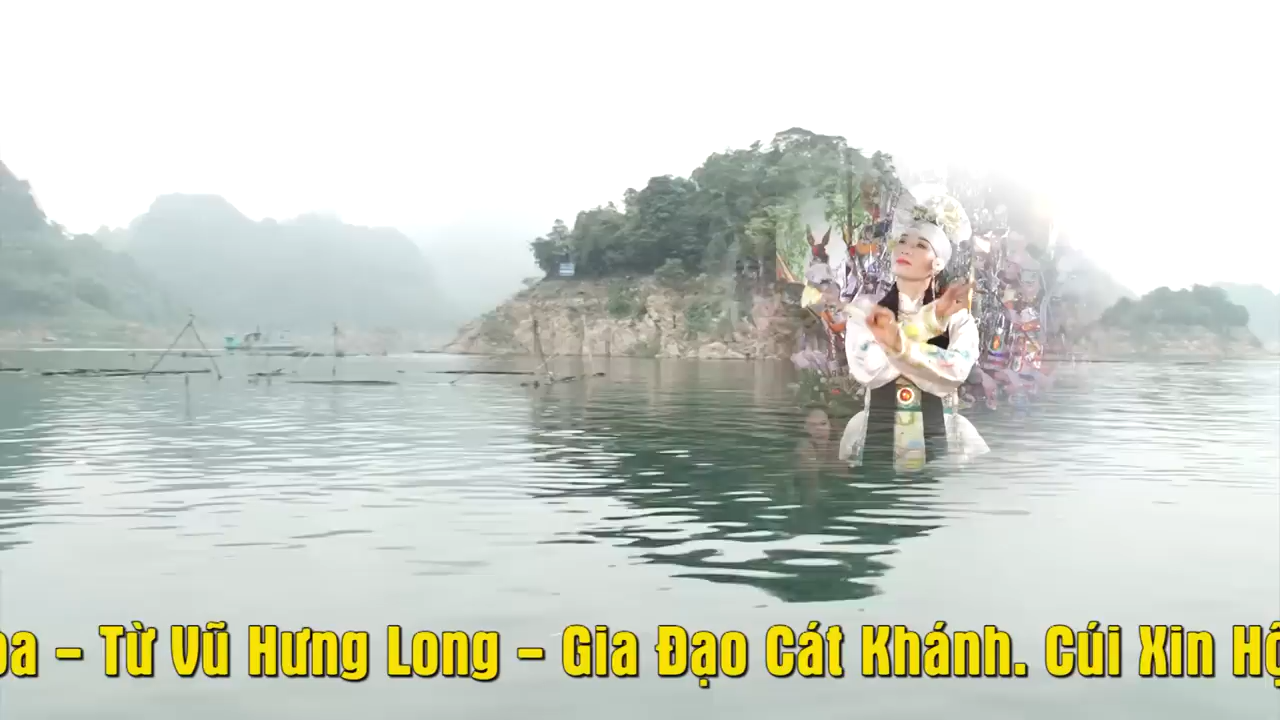 – Từ Vũ Hưng Long – Gia Đạo Cát Khánh. Cúi Xin